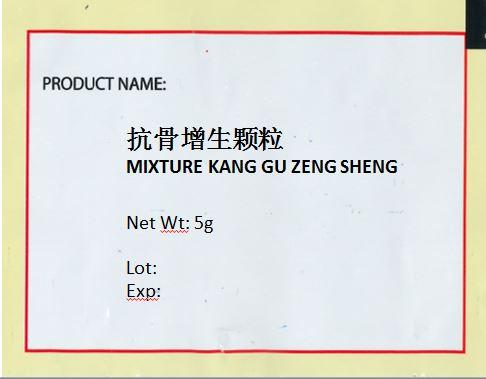 PRODUCT NAME:
抗骨增生颗粒
MIXTURE KANG GU ZENG SHENG
Net Wt: 5g
Lot:
Exp: